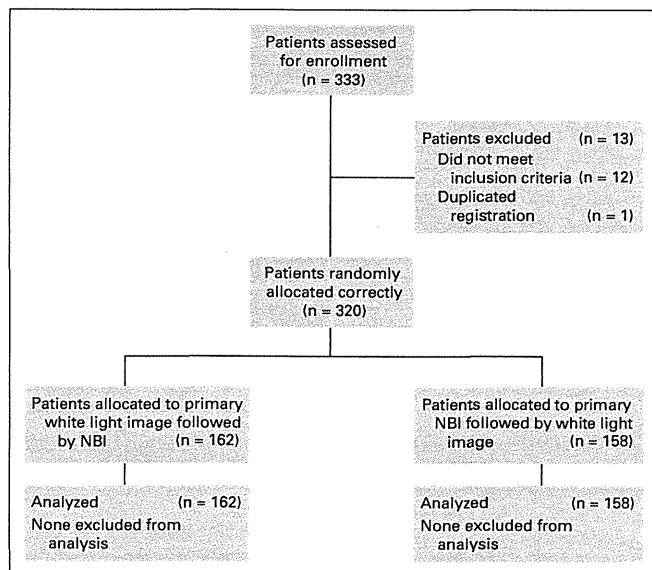 Patients assessed
for enrollment
(n = 333)
Patients excluded (n = 13)
Did not meet
inclusion criteria (n = 12)
Duplicated
registration (n = 1)
Patients randomly
allocated correctly
(n = 320)
Patients allocated to primary
white light image followed
by NBI (n = 162)
Patients allocated to primary
NBI followed by white light
image (n = 158)
Analyzed (n = 162)
None excluded from
analysis
Analyzed (n = 158)
None excluded from
analysis